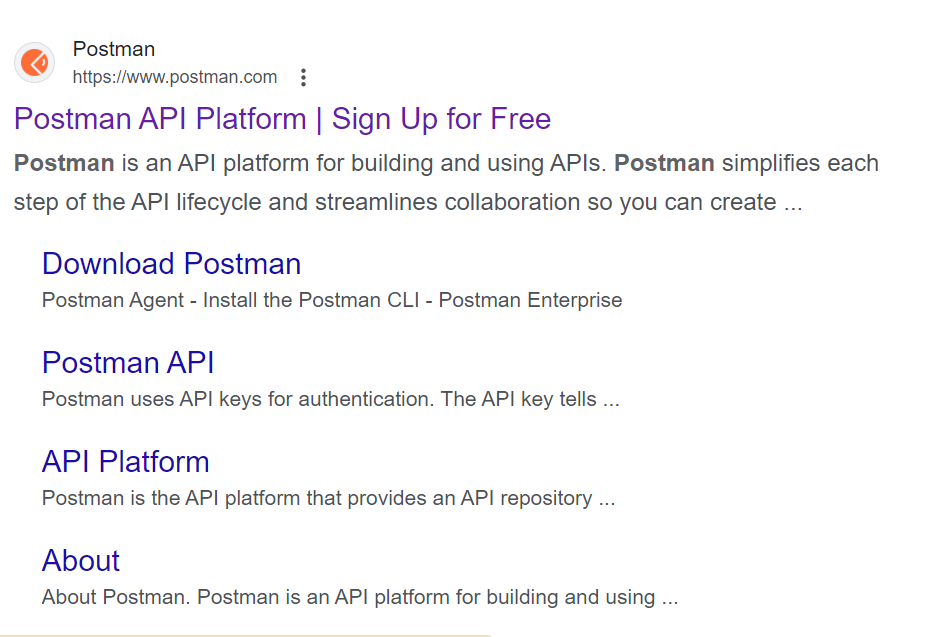 Postman
https://www.postman.com
Postman API Platform | Sign Up for Free
Postman is an API platform for building and using APIs. Postman simplifies each
step of the API lifecycle and streamlines collaboration so you can create ...
Download Postman
Postman Agent - Install the Postman CLI - Postman Enterprise
Postman API
Postman uses API keys for authentication. The API key tells ...
API Platform
Postman is the API platform that provides an API repository ...
About
About Postman. Postman is an API platform for building and using ...